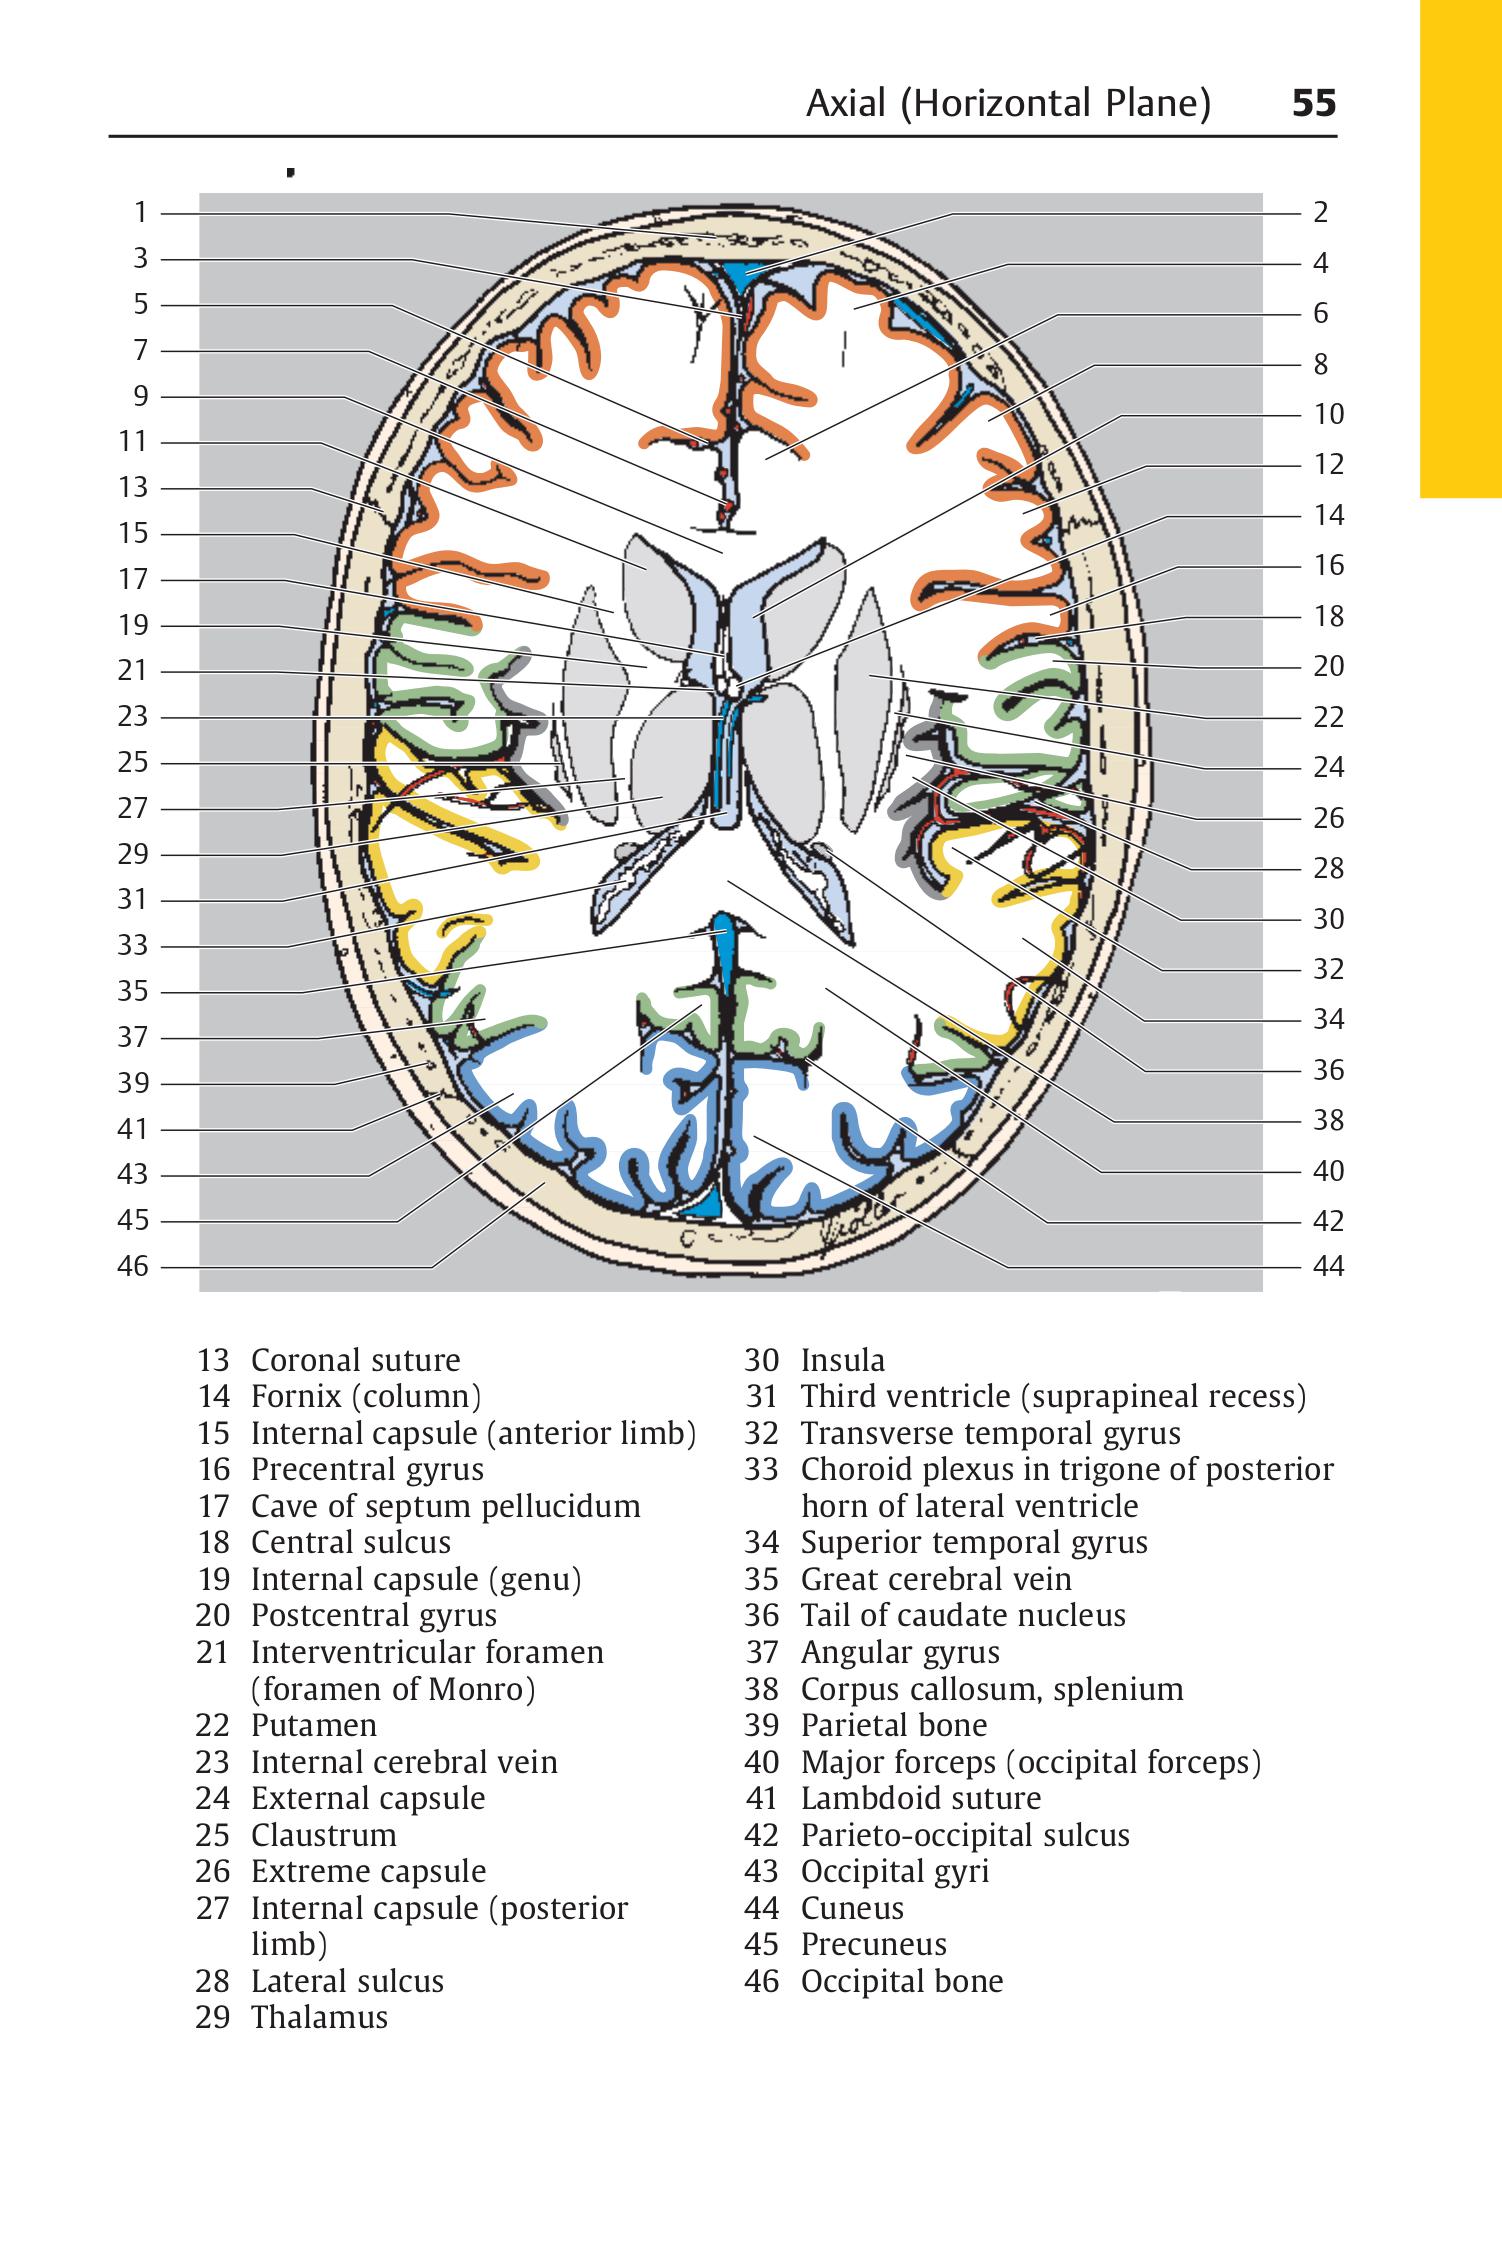 Axial (Horizontal Plane) 55
1
2
3
4
5
6
7
8
9
10
11
12
13
14
15
16
17
18
19
20
21
22
23
24
25
26
27
28
29
30
31
32
33
34
35
36
37
38
39
40
41
42
43
44
45
46
13 Coronal suture
14 Fornix (column)
15 Internal capsule (anterior limb)
16 Precentral gyrus
17 Cave of septum pellucidum
18 Central sulcus
19 Internal capsule (genu)
20 Postcentral gyrus
21 Interventricular foramen
(foramen of Monro)
22 Putamen
23 Internal cerebral vein
24 External capsule
25 Claustrum
26 Extreme capsule
27 Internal capsule (posterior
limb)
28 Lateral sulcus
29 Thalamus
30 Insula
31 Third ventricle (suprapineal recess)
32 Transverse temporal gyrus
33 Choroid plexus in trigone of posterior
horn of lateral ventricle
34 Superior temporal gyrus
35 Great cerebral vein
36 Tail of caudate nucleus
37 Angular gyrus
38 Corpus callosum, splenium
39 Parietal bone
40 Major forceps (occipital forceps)
41 Lambdoid suture
42 Parieto-occipital sulcus
43 Occipital gyri
44 Cuneus
45 Precuneus
46 Occipital bone